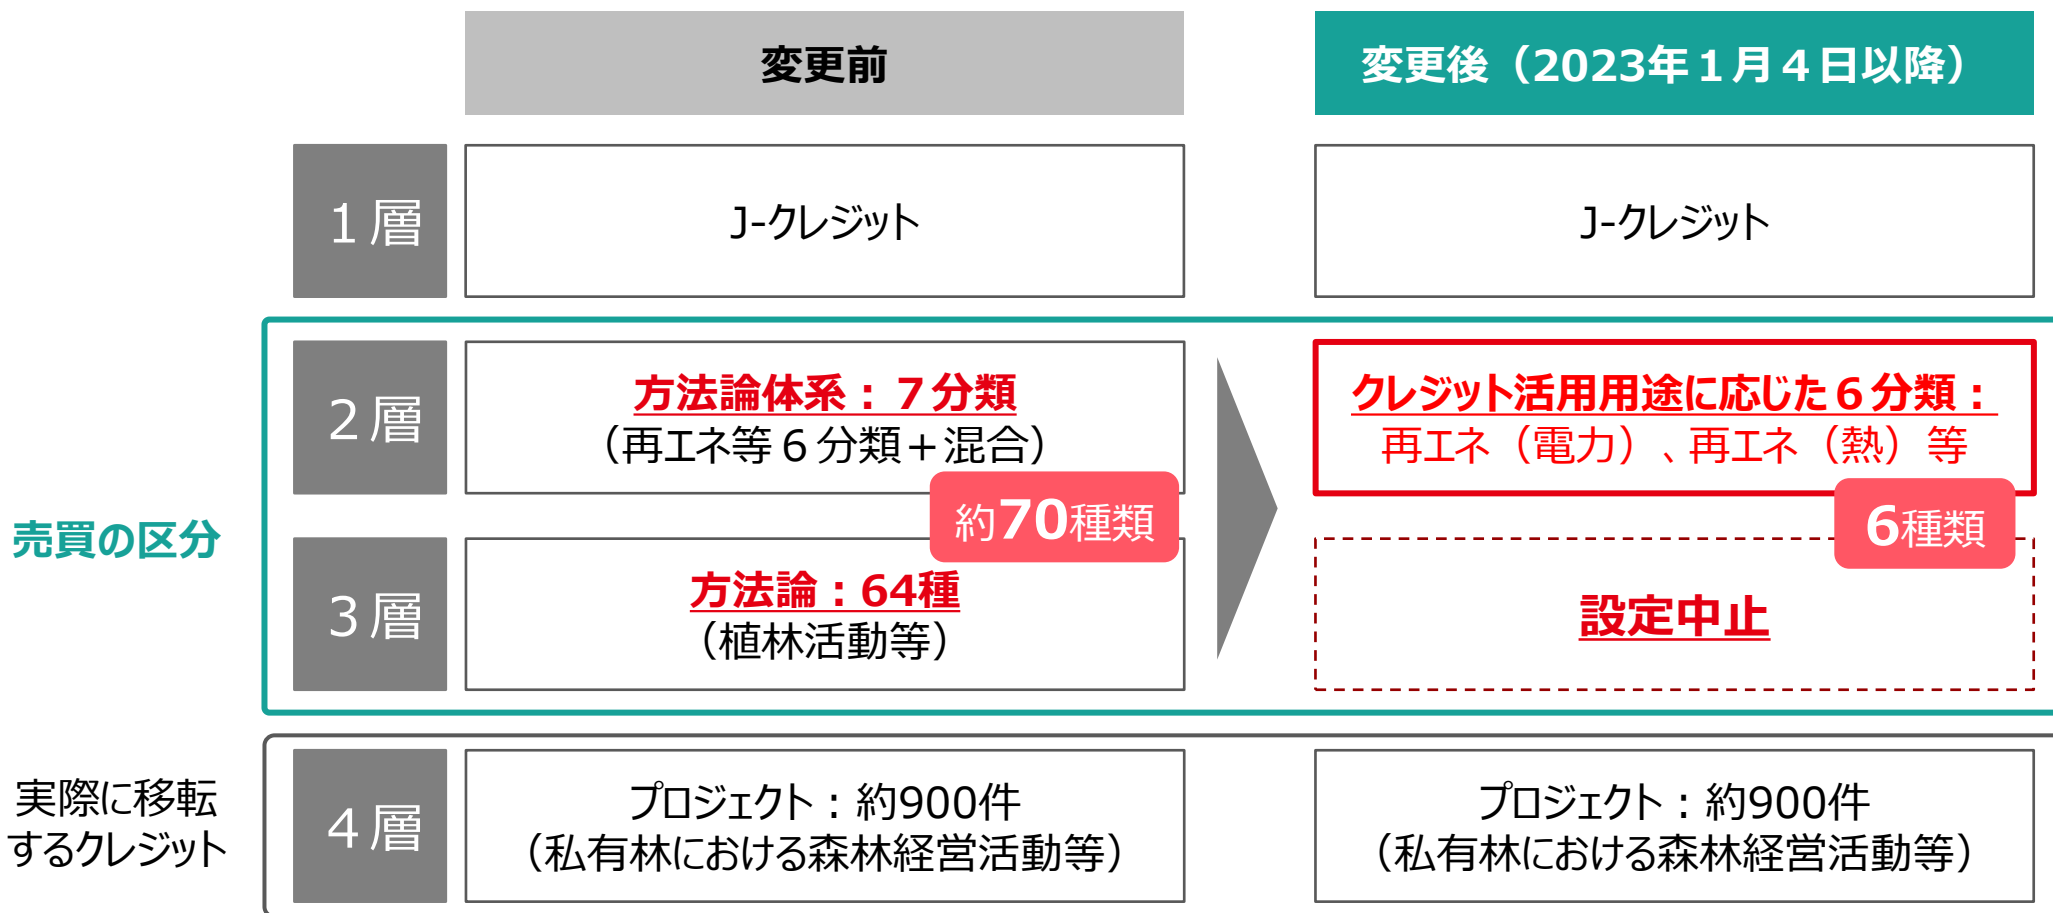 変更前
変更後（2023年１月４日以降）
１層
J-クレジット
J-クレジット
売買の区分
２層
方法論体系：７分類
（再エネ等６分類＋混合）
約70種類
クレジット活用用途に応じた６分類：
再エネ（電力）、再エネ（熱）等
6種類
３層
方法論：64種
（植林活動等）
設定中止
実際に移転
するクレジット
４層
プロジェクト：約900件
（私有林における森林経営活動等）
プロジェクト：約900件
（私有林における森林経営活動等）